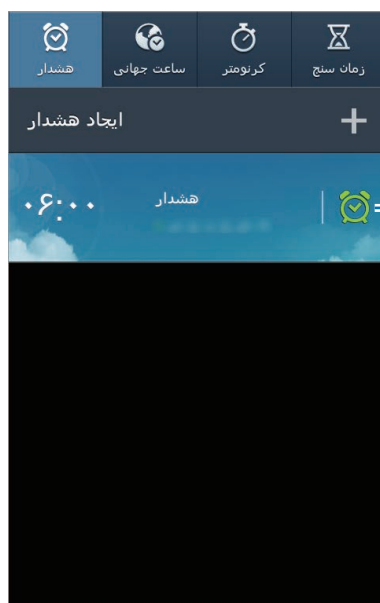 هشدار
ساعت جهانی
کرنومتر
زمان سنج
ایجاد هشدار
۰۶:۰۰
هشدار